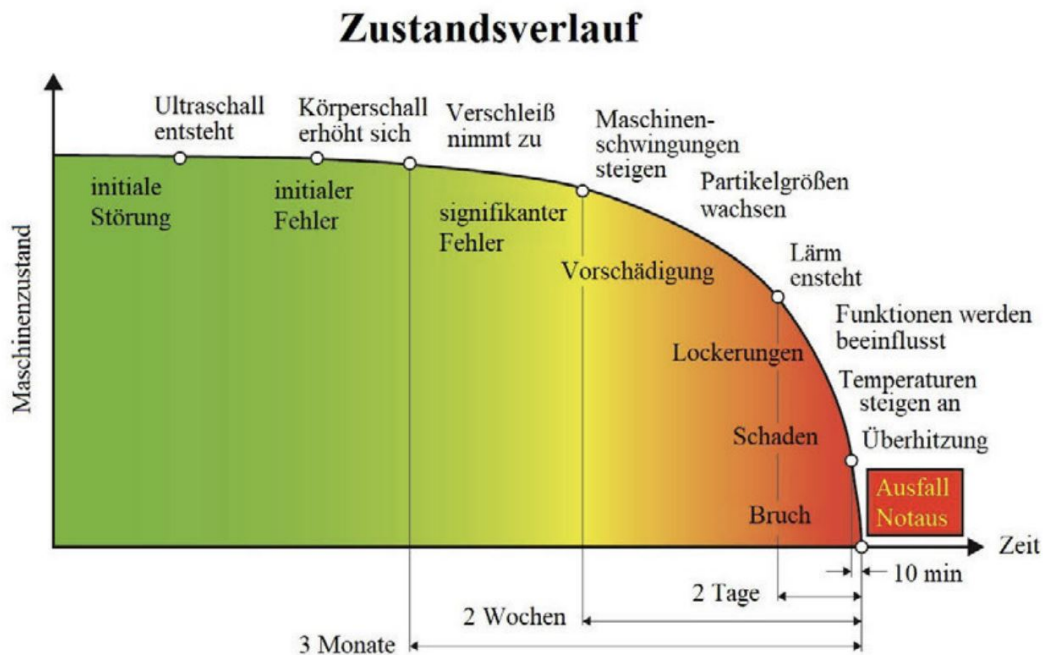 Zustandsverlauf
Ultraschall
entsteht
Körperschall
erhöht sich
Verschleiß
nimmt zu
Maschinen-
schwingungen
steigen
Partikelgrößen
wachsen
Lärm
ensteht
Funktionen werden
beeinflusst
Temperaturen
steigen an
Überhitzung
initiale
Störung
initialer
Fehler
signifikanter
Fehler
Vorschädigung
Lockerungen
Schaden
Bruch
Ausfall
Notaus
Maschinenzustand
Zeit
10 min
2 Tage
2 Wochen
3 Monate